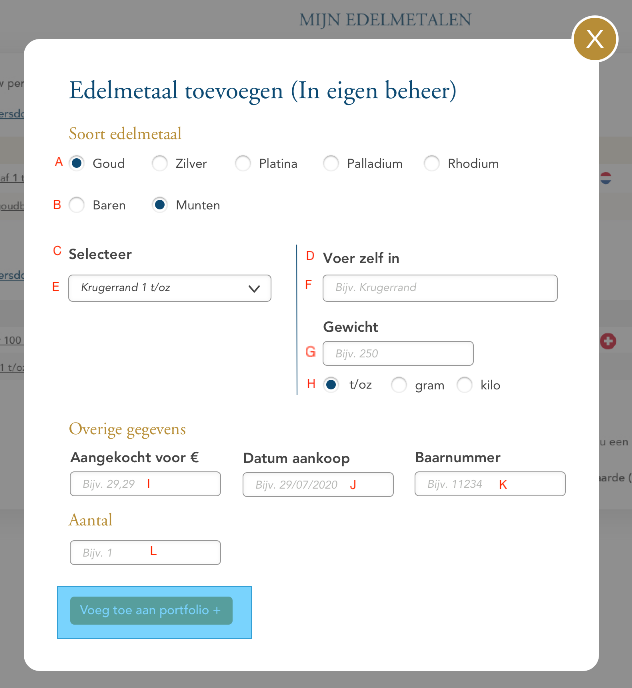 MIJN EDELMETALEN
X
Edelmetaal toevoegen (In eigen beheer)
Soort edelmetaal
A Goud Zilver Platina Palladium Rhodium
B Baren Munten
C Selecteer
E Krugerrand 1 t/oz
D Voer zelf in
F Bijv. Krugerrand
Gewicht
G Bijv. 250
H t/oz gram kilo
Overige gegevens
Aangekocht voor € Datum aankoop Baarnummer
Bijv. 29,29 I Bijv. 29/07/2020 J Bijv. 11234 K
Aantal
Bijv. 1 L
Voeg toe aan portfolio +